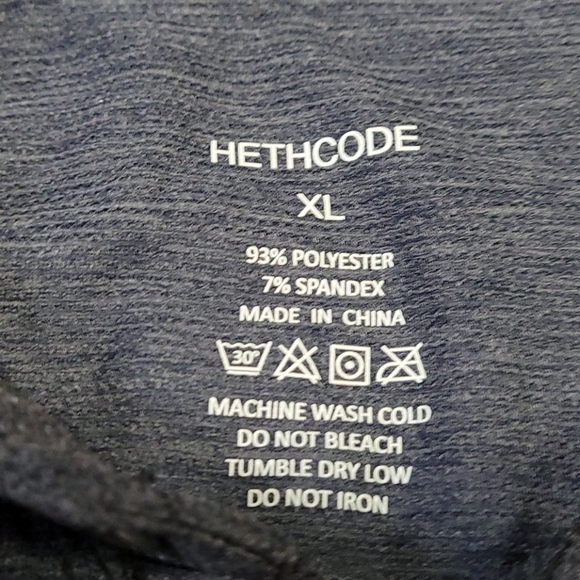 HETHCODE
XL
93% POLYESTER
7% SPANDEX
MADE IN CHINA
30°
MACHINE WASH COLD
DO NOT BLEACH
TUMBLE DRY LOW
DO NOT IRON